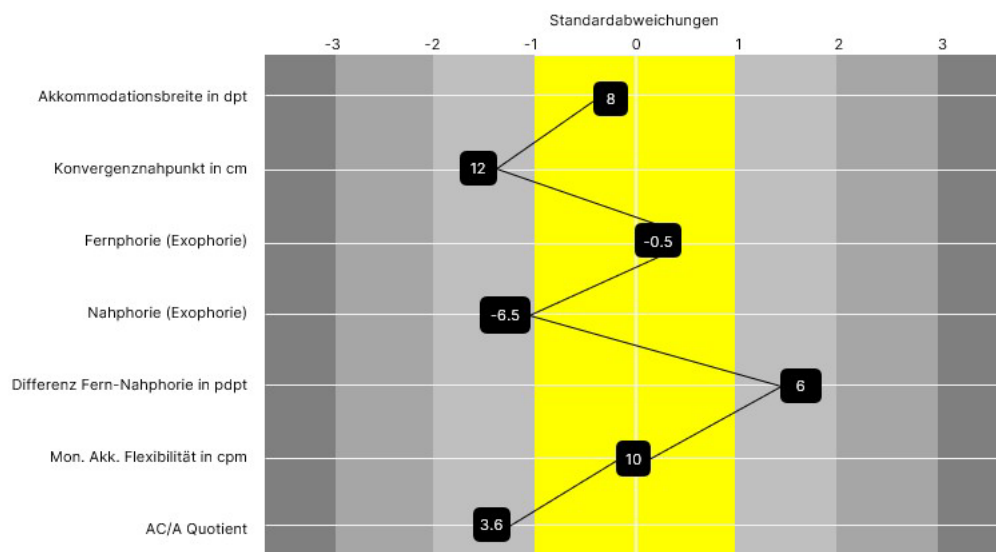 Standardabweichungen
-3 -2 -1 0 1 2 3
Akkommodationsbreite in dpt 8
Konvergenznahpunkt in cm 12
Fernphorie (Exophorie) -0.5
Nahphorie (Exophorie) -6.5
Differenz Fern-Nahphorie in pdpt 6
Mon. Akk. Flexibilität in cpm 10
AC/A Quotient 3.6